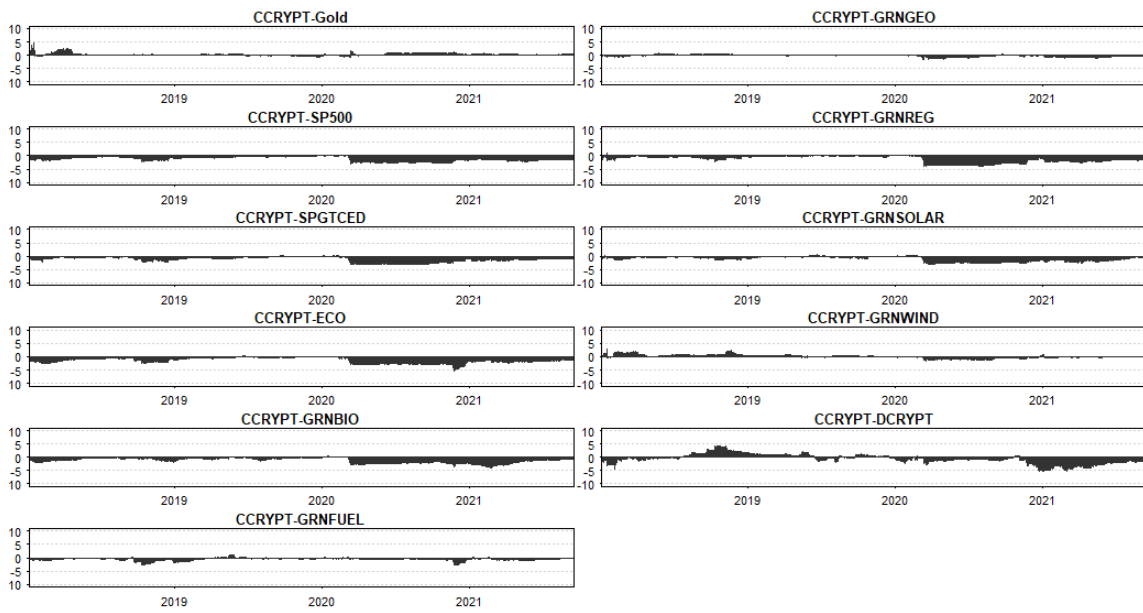 CCRYPT-Gold
10
5
0
-5
-10
2019 2020 2021
CCRYPT-GRNGEO
10
5
0
-5
-10
2019 2020 2021
CCRYPT-SP500
10
5
0
-5
-10
2019 2020 2021
CCRYPT-GRNREG
10
5
0
-5
-10
2019 2020 2021
CCRYPT-SPGTCED
10
5
0
-5
-10
2019 2020 2021
CCRYPT-GRNSOLAR
10
5
0
-5
-10
2019 2020 2021
CCRYPT-ECO
10
5
0
-5
-10
2019 2020 2021
CCRYPT-GRNWIND
10
5
0
-5
-10
2019 2020 2021
CCRYPT-GRNBIO
10
5
0
-5
-10
2019 2020 2021
CCRYPT-DCRYPT
10
5
0
-5
-10
2019 2020 2021
CCRYPT-GRNFUEL
10
5
0
-5
-10
2019 2020 2021